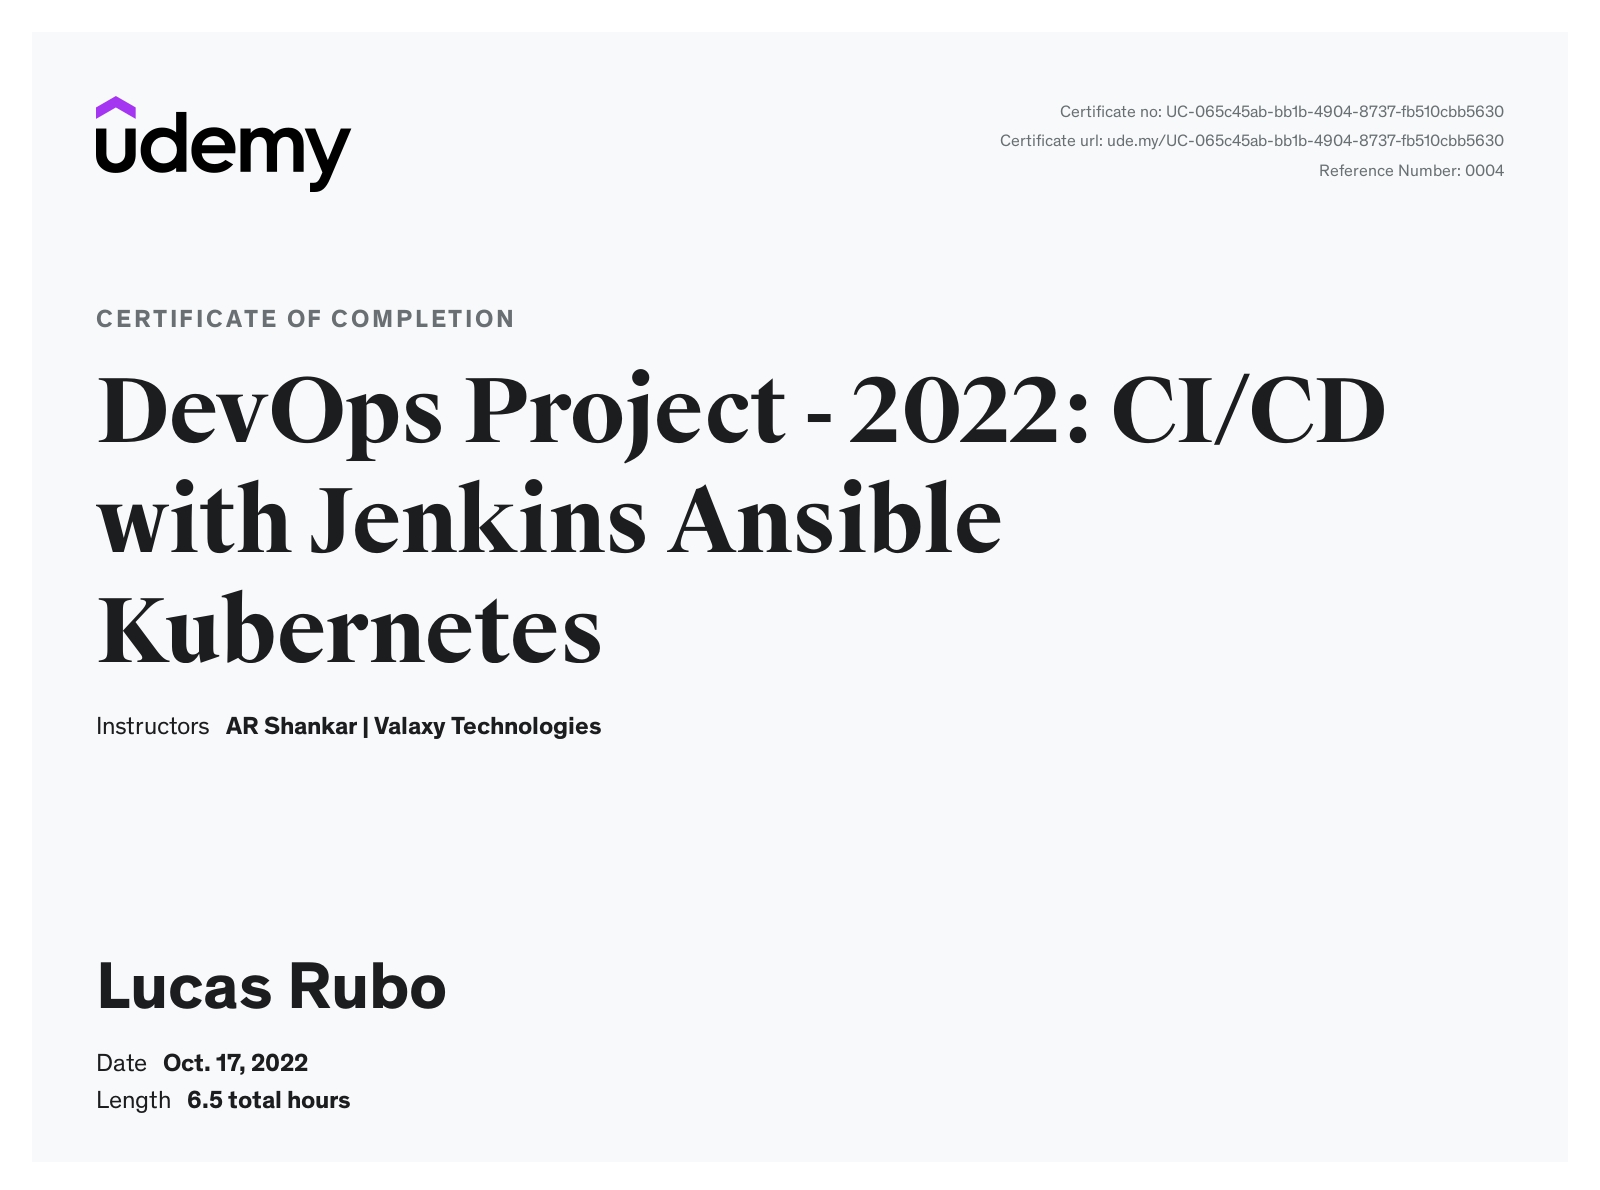 udemy
Certificate no: UC-065c45ab-bb1b-4904-8737-fb510cbb5630
Certificate url: ude.my/UC-065c45ab-bb1b-4904-8737-fb510cbb5630
Reference Number: 0004
CERTIFICATE OF COMPLETION
DevOps Project - 2022: CI/CD
with Jenkins Ansible
Kubernetes
Instructors AR Shankar | Valaxy Technologies
Lucas Rubo
Date Oct. 17, 2022
Length 6.5 total hours